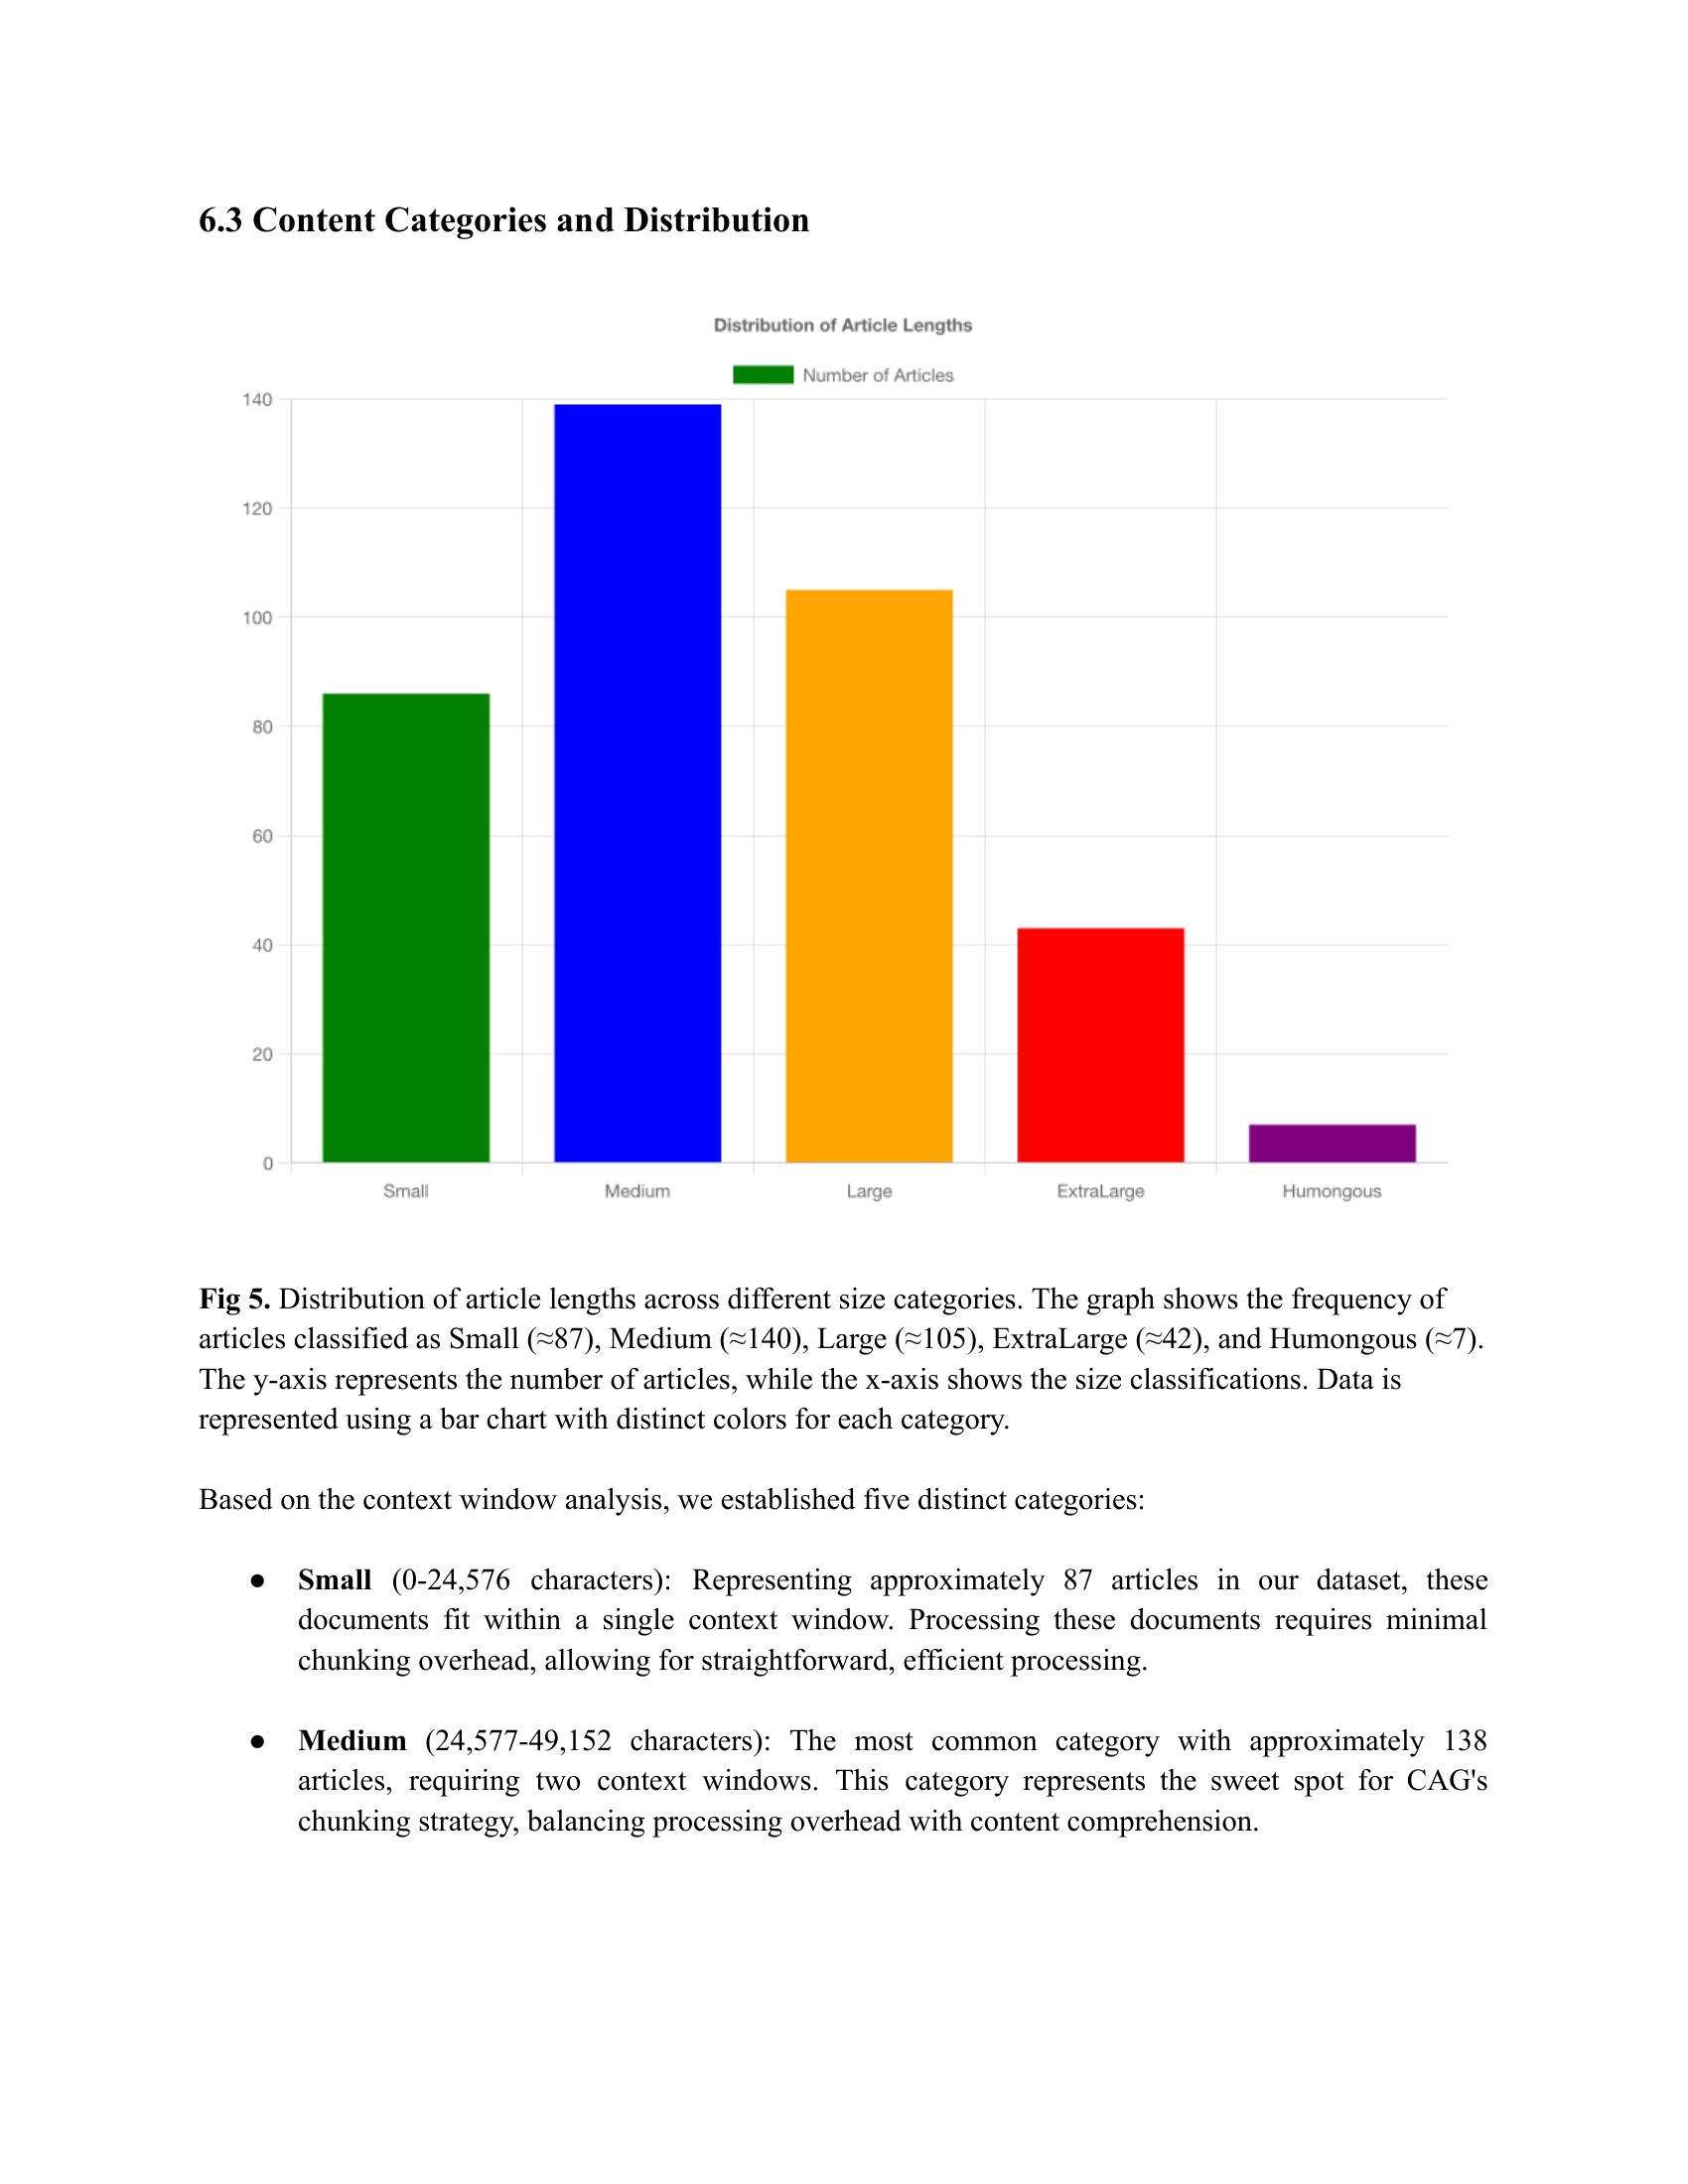 6.3 Content Categories and Distribution
Distribution of Article Lengths
Number of Articles
140
120
100
80
60
40
20
0
Small Medium Large ExtraLarge Humongous
Fig 5. Distribution of article lengths across different size categories. The graph shows the frequency of
articles classified as Small (≈87), Medium (≈140), Large (≈105), ExtraLarge (≈42), and Humongous (≈7).
The y-axis represents the number of articles, while the x-axis shows the size classifications. Data is
represented using a bar chart with distinct colors for each category.
Based on the context window analysis, we established five distinct categories:
● Small (0-24,576 characters): Representing approximately 87 articles in our dataset, these
documents fit within a single context window. Processing these documents requires minimal
chunking overhead, allowing for straightforward, efficient processing.
● Medium (24,577-49,152 characters): The most common category with approximately 138
articles, requiring two context windows. This category represents the sweet spot for CAG's
chunking strategy, balancing processing overhead with content comprehension.